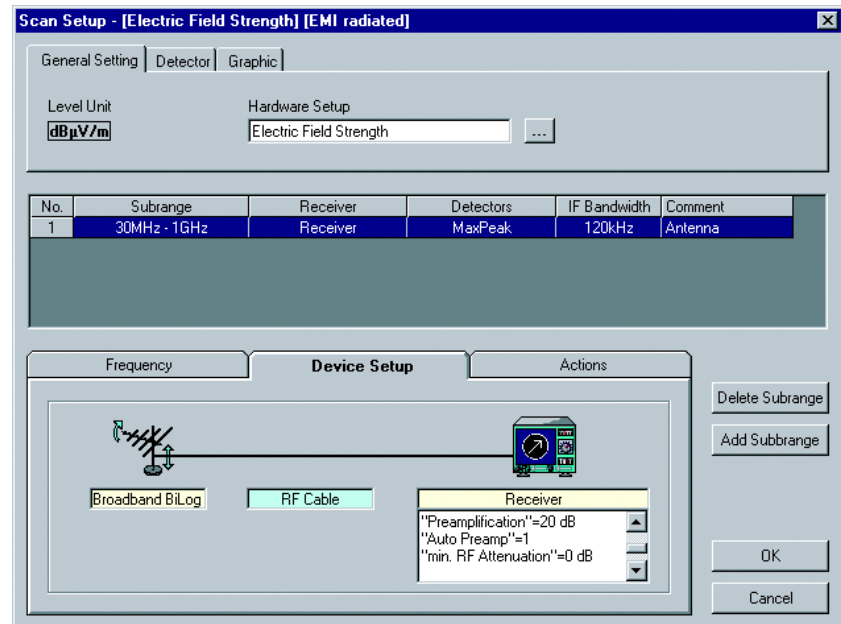 Scan Setup - [Electric Field Strength] [EMI radiated]
General Setting Detector Graphic
Level Unit Hardware Setup
dBµV/m Electric Field Strength ...
No. Subrange Receiver Detectors IF Bandwidth Comment
1 30MHz - 1GHz Receiver MaxPeak 120kHz Antenna
Frequency Device Setup Actions
Delete Subrange
Add Subbrange
Broadband BiLog RF Cable Receiver
"Preamplification"=20 dB
"Auto Preamp"=1
"min. RF Attenuation"=0 dB
OK
Cancel